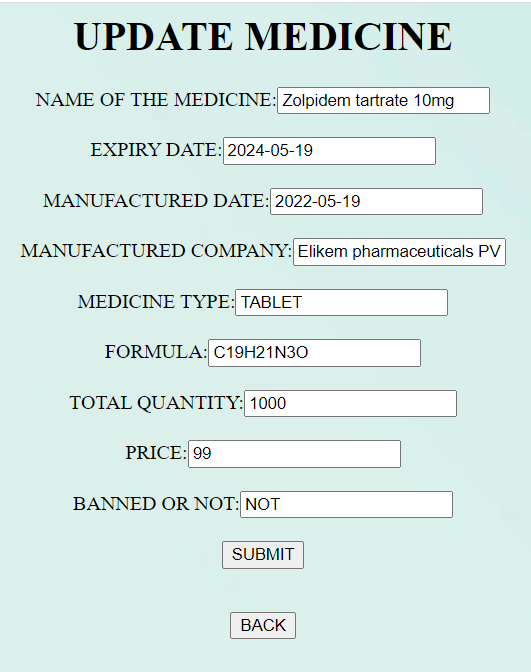 UPDATE MEDICINE
NAME OF THE MEDICINE: Zolpidem tartrate 10mg
EXPIRY DATE: 2024-05-19
MANUFACTURED DATE: 2022-05-19
MANUFACTURED COMPANY: Elikem pharmaceuticals PV
MEDICINE TYPE: TABLET
FORMULA: C19H21N3O
TOTAL QUANTITY: 1000
PRICE: 99
BANNED OR NOT: NOT
SUBMIT
BACK